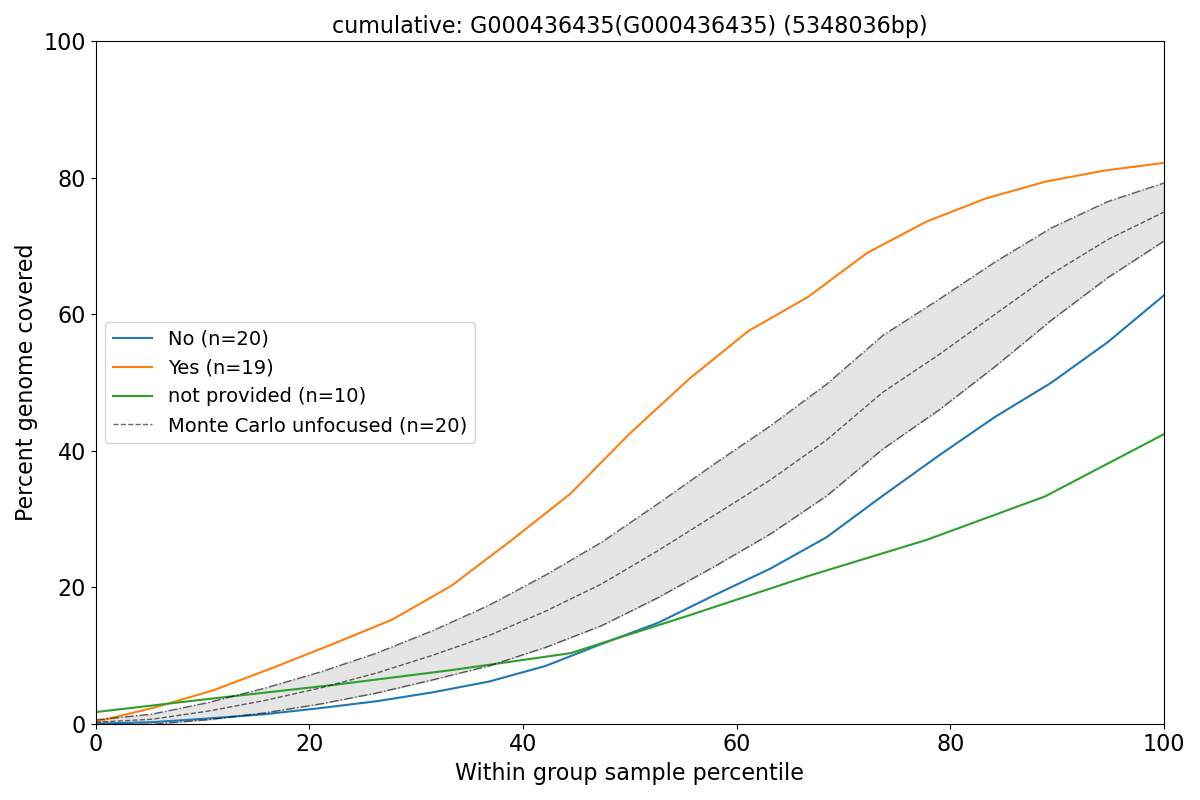 cumulative: G000436435(G000436435) (5348036bp)
100
80
60
40
20
0
Percent genome covered
No (n=20)
Yes (n=19)
not provided (n=10)
Monte Carlo unfocused (n=20)
0 20 40 60 80 100
Within group sample percentile